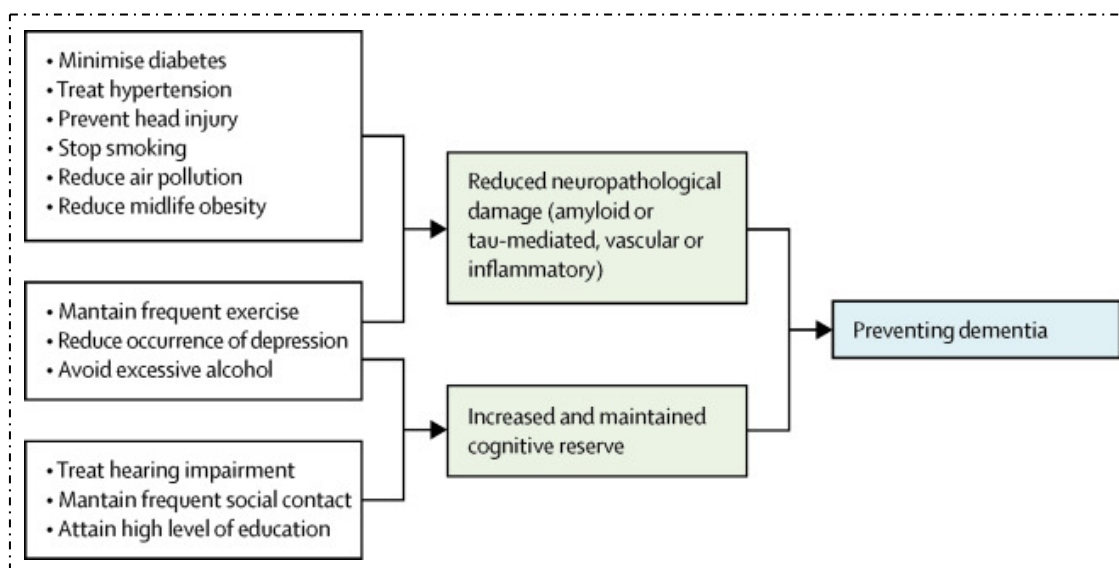 • Minimise diabetes
• Treat hypertension
• Prevent head injury
• Stop smoking
• Reduce air pollution
• Reduce midlife obesity
• Mantain frequent exercise
• Reduce occurrence of depression
• Avoid excessive alcohol
• Treat hearing impairment
• Mantain frequent social contact
• Attain high level of education
Reduced neuropathological
damage (amyloid or
tau-mediated, vascular or
inflammatory)
Increased and maintained
cognitive reserve
Preventing dementia